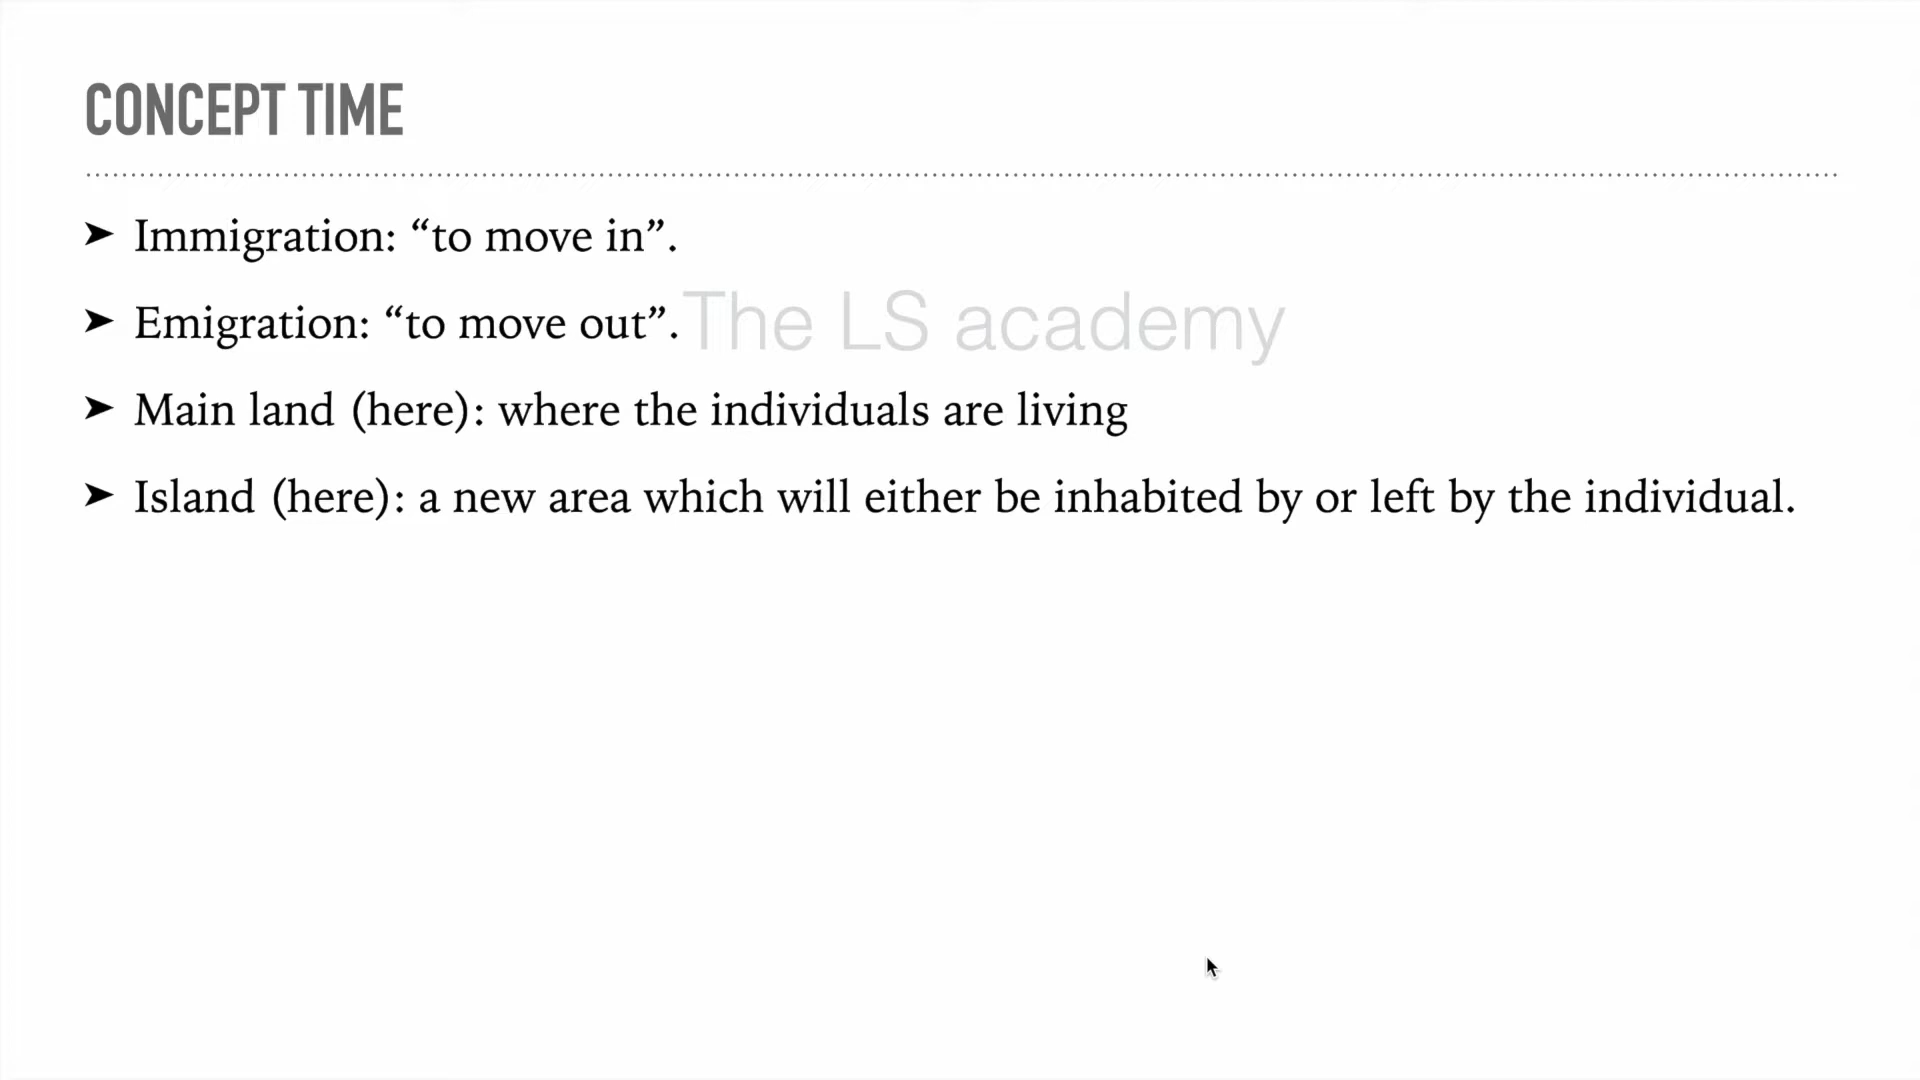 CONCEPT TIME
➤ Immigration: “to move in”.
➤ Emigration: “to move out”.
The LS academy
➤ Main land (here): where the individuals are living
➤ Island (here): a new area which will either be inhabited by or left by the individual.